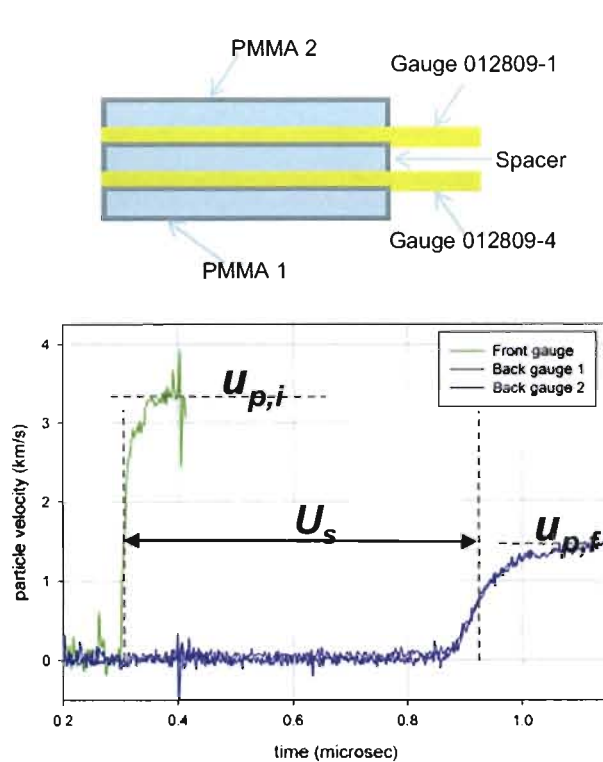 PMMA 2
Gauge 012809-1
Spacer
Gauge 012809-4
PMMA 1
4
3
2
1
0
particle velocity (km/s)
Front gauge
Back gauge 1
Back gauge 2
u_p,i
U_s
u_p,f
0 2 0.4 0.6 0.8 1.0
time (microsec)